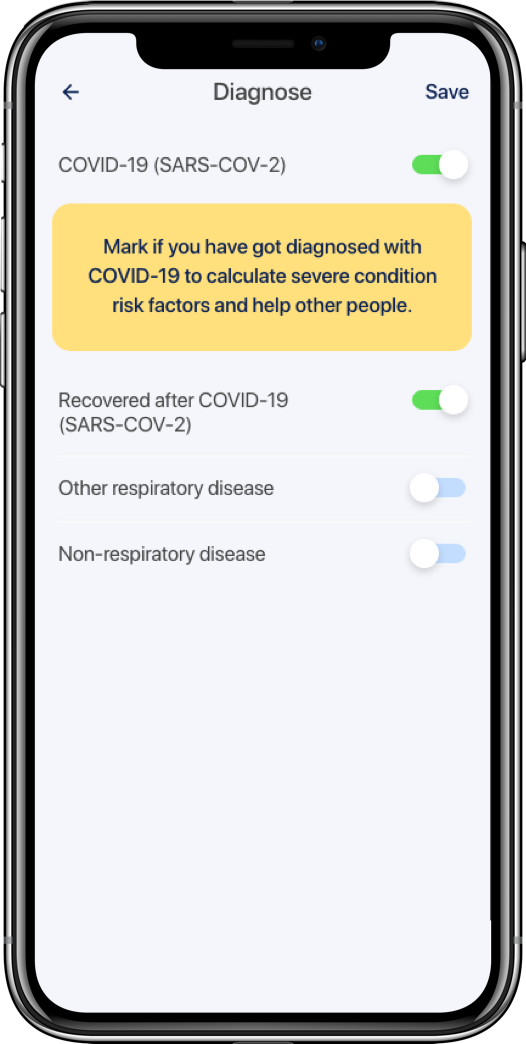 Diagnose Save
COVID-19 (SARS-COV-2)
Mark if you have got diagnosed with
COVID-19 to calculate severe condition
risk factors and help other people.
Recovered after COVID-19
(SARS-COV-2)
Other respiratory disease
Non-respiratory disease